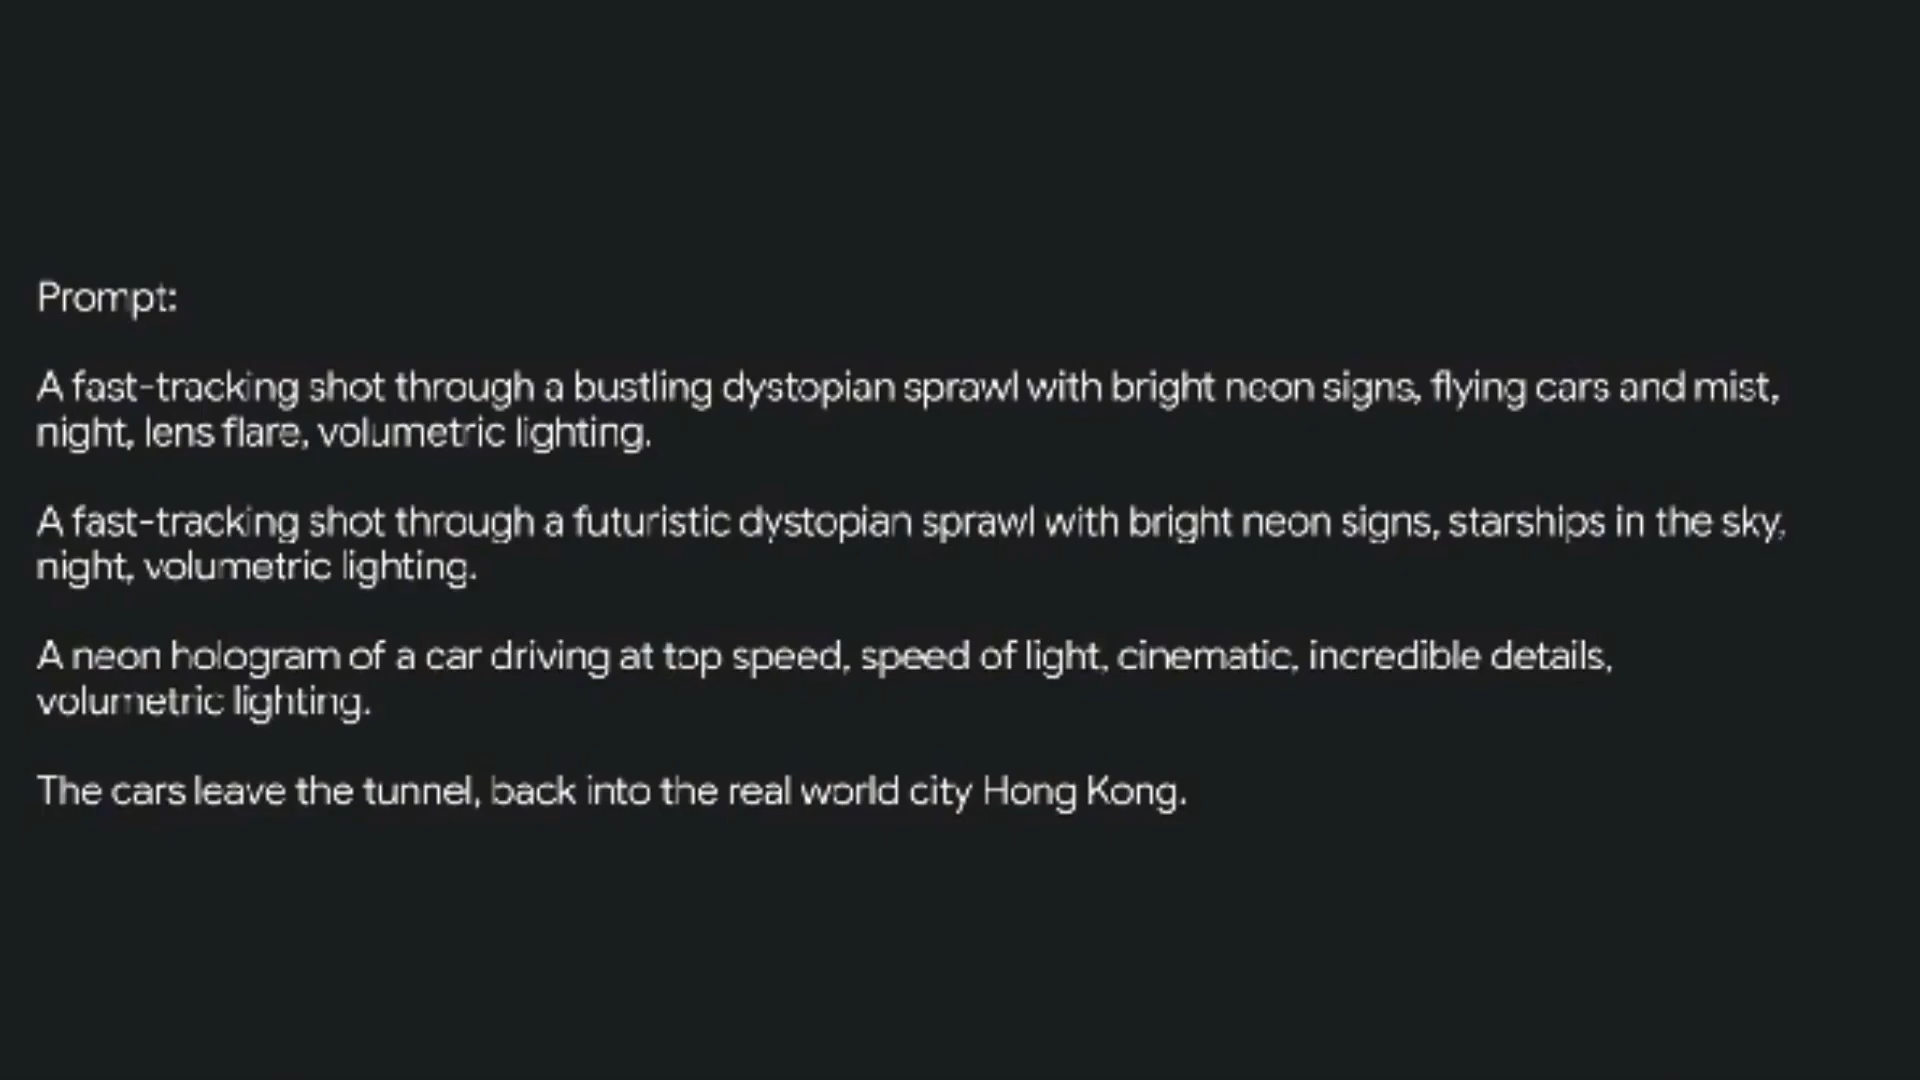 Prompt:
A fast-tracking shot through a bustling dystopian sprawl with bright neon signs, flying cars and mist,
night, lens flare, volumetric lighting.
A fast-tracking shot through a futuristic dystopian sprawl with bright neon signs, starships in the sky,
night, volumetric lighting.
A neon hologram of a car driving at top speed, speed of light, cinematic, incredible details,
volumetric lighting.
The cars leave the tunnel, back into the real world city Hong Kong.